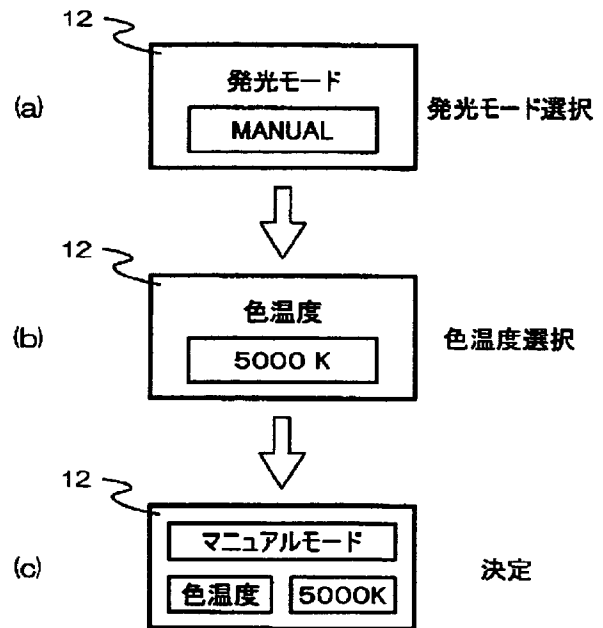 12
(a)
発光モード
MANUAL
発光モード選択
12
(b)
色温度
5000 K
色温度選択
12
(c)
マニュアルモード
色温度
5000K
決定